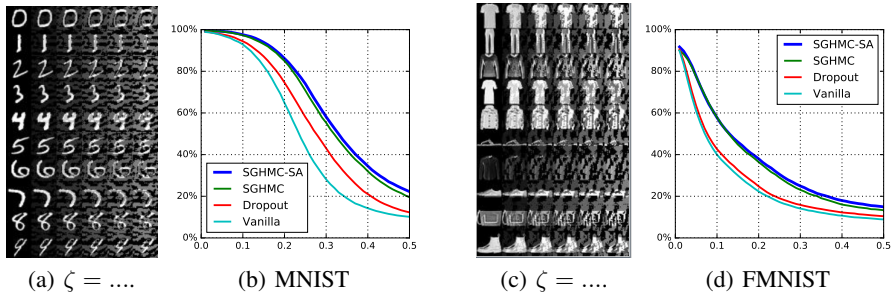 100%
80%
60%
40%
20%
0%
0.0 0.1 0.2 0.3 0.4 0.5
SGHMC-SA
SGHMC
Dropout
Vanilla
100%
80%
60%
40%
20%
0%
0.0 0.1 0.2 0.3 0.4 0.5
SGHMC-SA
SGHMC
Dropout
Vanilla
(a) ζ = ....
(b) MNIST
(c) ζ = ....
(d) FMNIST